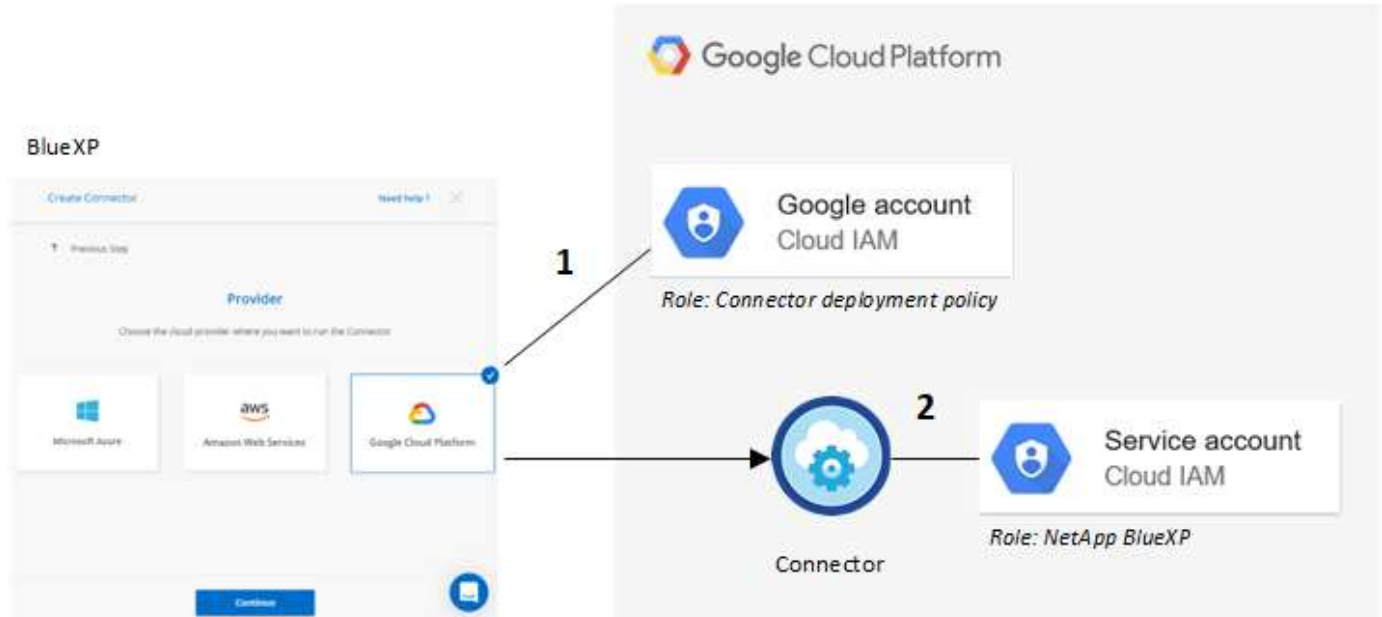 Google Cloud Platform
BlueXP
Create Connector
Need help?
Previous Step
1
Google account
Cloud IAM
Role: Connector deployment policy
Provider
Choose the cloud provider where you want to run the Connector
Microsoft Azure
aws
Amazon Web Services
Google Cloud Platform
2
Service account
Cloud IAM
Role: NetApp BlueXP
Connector
Continue